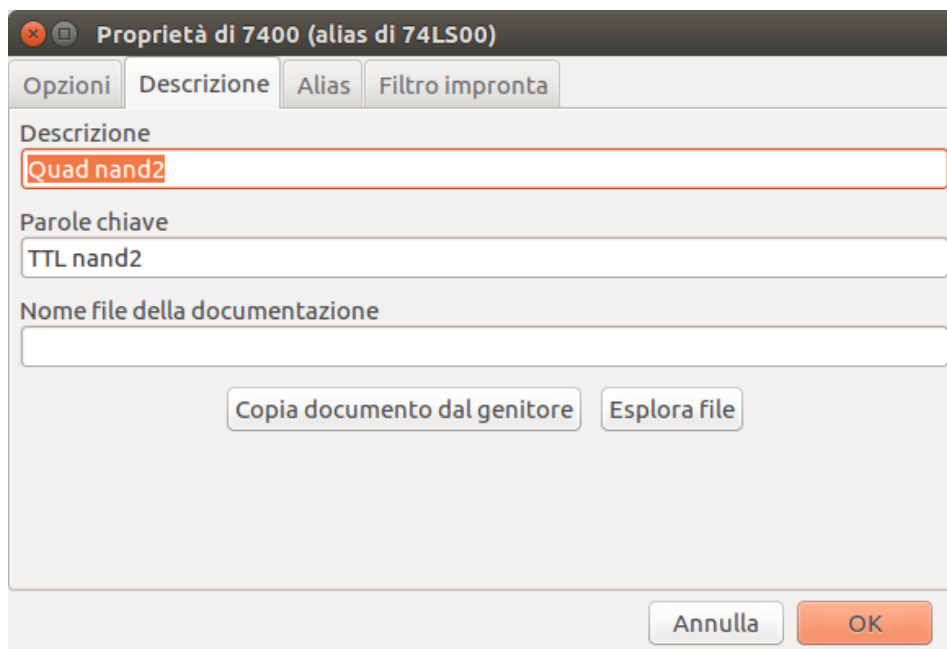 Proprietà di 7400 (alias di 74LS00)
Opzioni Descrizione Alias Filtro impronta
Descrizione
Quad nand2
Parole chiave
TTL nand2
Nome file della documentazione
Copia documento dal genitore Esplora file
Annulla OK